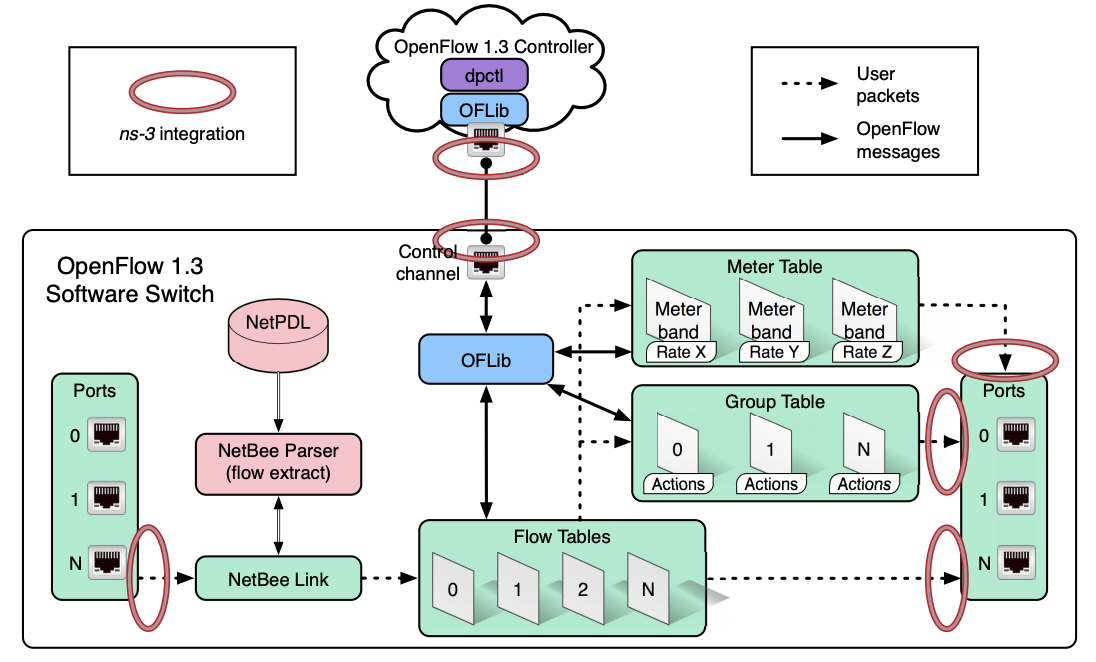 OpenFlow 1.3 Controller
dpctl
OFLib
ns-3 integration
User
packets
OpenFlow
messages
OpenFlow 1.3
Software Switch
Control
channel
NetPDL
Meter Table
Meter
band
Rate X
Meter
band
Rate Y
Meter
band
Rate Z
OFLib
Ports
0
1
N
NetBee Parser
(flow extract)
NetBee Link
Group Table
0
Actions
1
Actions
N
Actions
Flow Tables
0
1
2
N
Ports
0
1
N